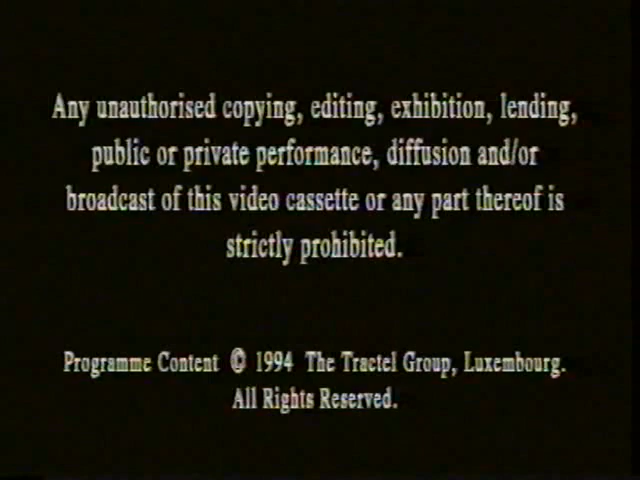 Any unauthorised copying, editing, exhibition, lending,
public or private performance, diffusion and/or
broadcast of this video cassette or any part thereof is
strictly prohibited.
Programme Content © 1994 The Tractel Group, Luxembourg.
All Rights Reserved.